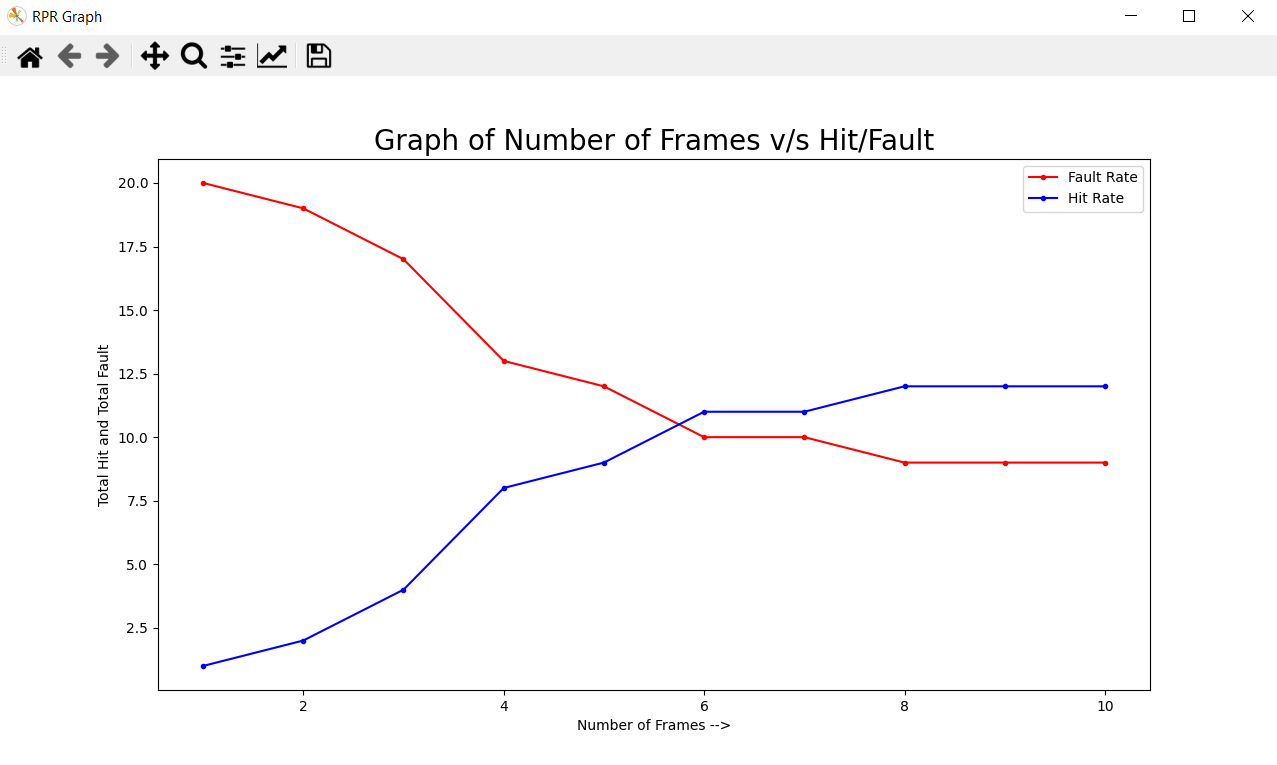 RPR Graph
Graph of Number of Frames v/s Hit/Fault
Fault Rate
Hit Rate
20.0
17.5
15.0
12.5
10.0
7.5
5.0
2.5
Total Hit and Total Fault
2 4 6 8 10
Number of Frames -->